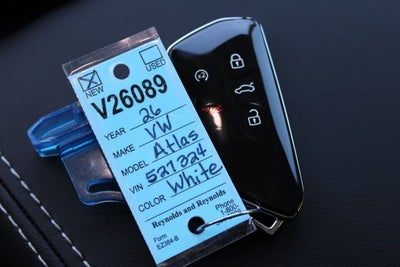 NEW
USED
V26089
YEAR 26
MAKE VW
MODEL Atlas
VIN 527324
COLOR White
Reynolds and Reynolds
Form
EZ384-B
Phone
1-800-